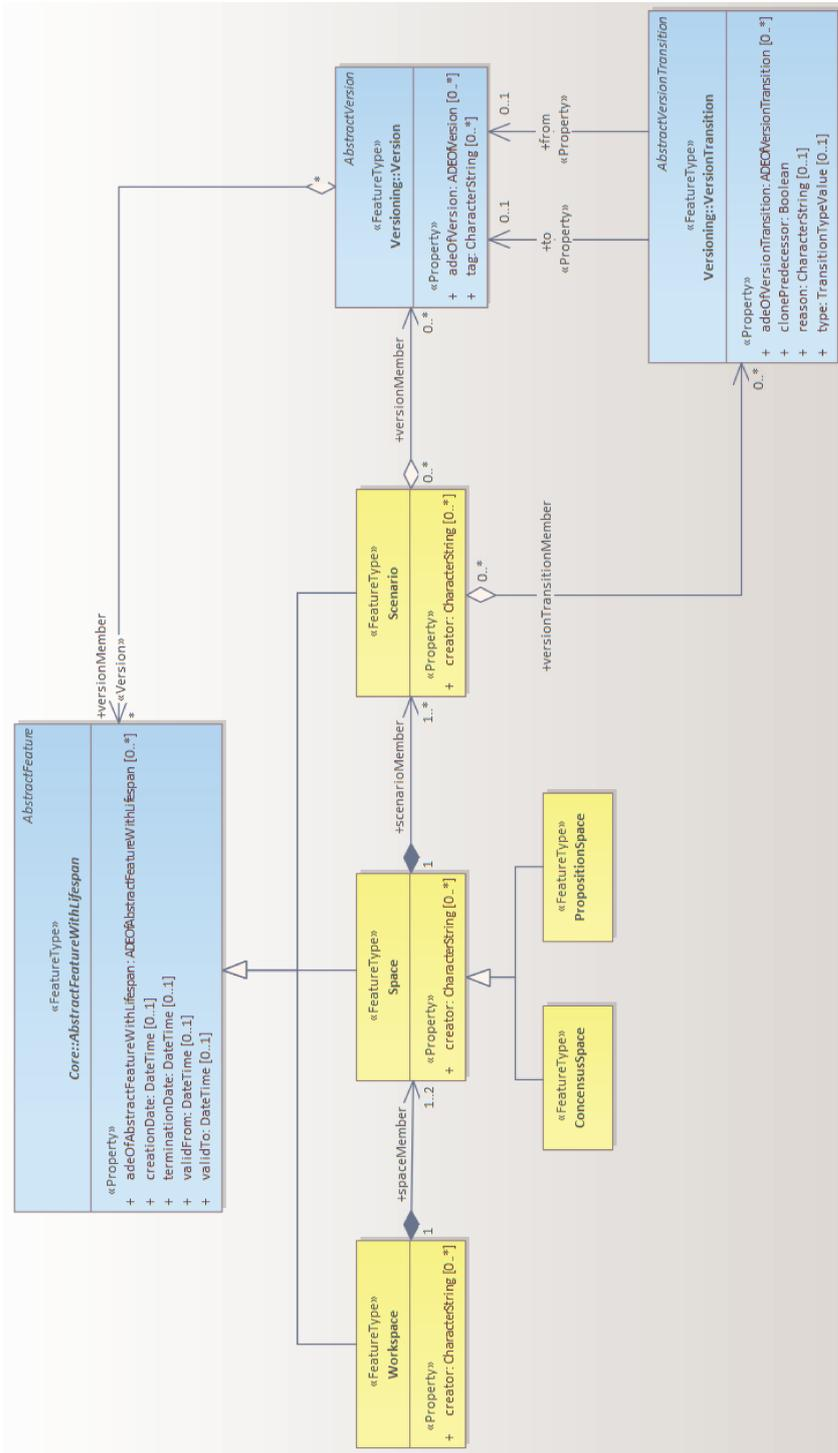 AbstractFeature
«FeatureType»
Core::AbstractFeatureWithLifespan
«Property»
+ adeOfAbstractFeatureWithLifespan: ADEOfAbstractFeatureWithLifespan [0..*]
+ creationDate: DateTime [0..1]
+ terminationDate: DateTime [0..1]
+ validFrom: DateTime [0..1]
+ validTo: DateTime [0..1]
+versionMember
«Version»
*
*
«FeatureType»
Workspace
«Property»
+ creator: CharacterString [0..*]
1
+spaceMember
1..2
«FeatureType»
Space
«Property»
+ creator: CharacterString [0..*]
1
+scenarioMember
1..*
«FeatureType»
Scenario
«Property»
+ creator: CharacterString [0..*]
0..*
+versionMember
0..*
AbstractVersion
«FeatureType»
Versioning::Version
«Property»
+ adeOfVersion: ADEOfVersion [0..*]
+ tag: CharacterString [0..*]
0..*
+versionTransitionMember
0..*
0..1
+to
«Property»
0..1
+from
«Property»
«FeatureType»
ConcensusSpace
«FeatureType»
PropositionSpace
AbstractVersionTransition
«FeatureType»
Versioning::VersionTransition
«Property»
+ adeOfVersionTransition: ADEOfVersionTransition [0..*]
+ clonePredecessor: Boolean
+ reason: CharacterString [0..1]
+ type: TransitionTypeValue [0..1]